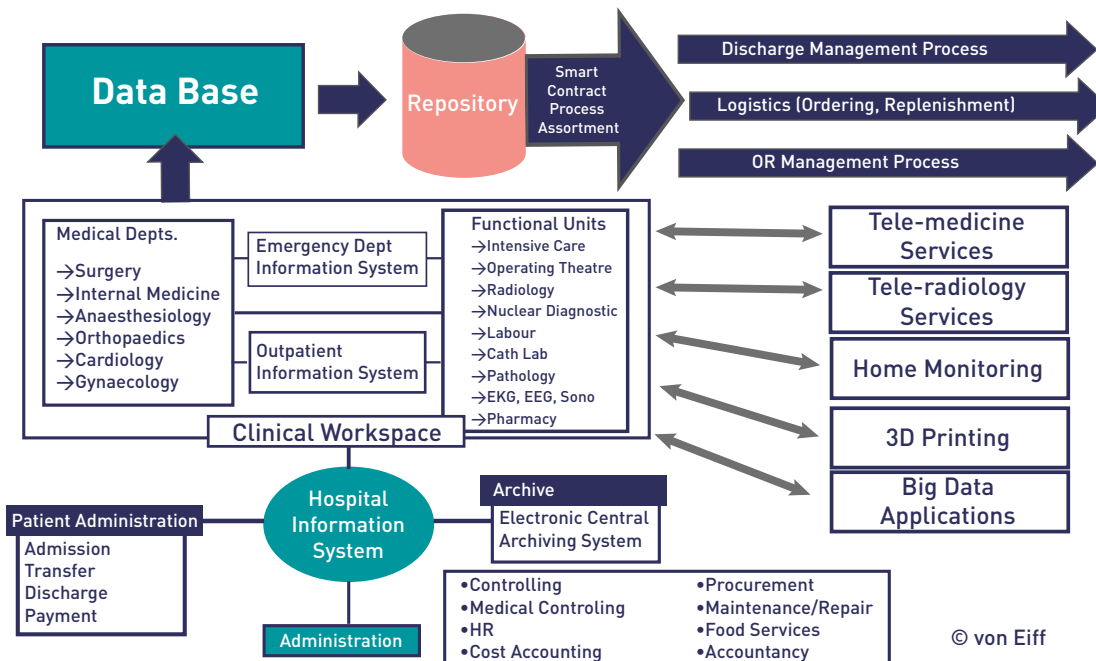 Data Base
Repository
Smart
Contract
Process
Assortment
Discharge Management Process
Logistics (Ordering, Replenishment)
OR Management Process
Medical Depts.
→Surgery
→Internal Medicine
→Anaesthesiology
→Orthopaedics
→Cardiology
→Gynaecology
Emergency Dept
Information System
Outpatient
Information System
Functional Units
→Intensive Care
→Operating Theatre
→Radiology
→Nuclear Diagnostic
→Labour
→Cath Lab
→Pathology
→EKG, EEG, Sono
→Pharmacy
Clinical Workspace
Tele-medicine
Services
Tele-radiology
Services
Home Monitoring
3D Printing
Big Data
Applications
Hospital
Information
System
Patient Administration
Admission
Transfer
Discharge
Payment
Archive
Electronic Central
Archiving System
Administration
•Controlling
•Medical Controling
•HR
•Cost Accounting
•Procurement
•Maintenance/Repair
•Food Services
•Accountancy
© von Eiff